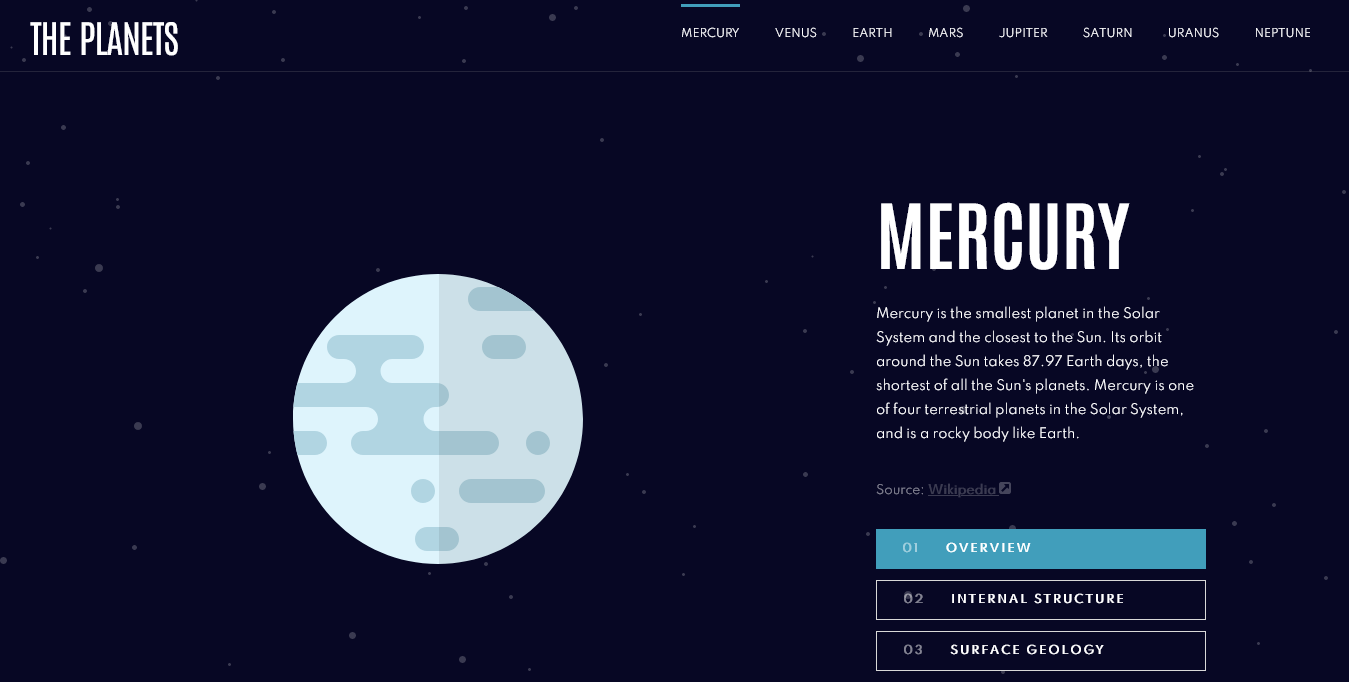 THE PLANETS
MERCURY VENUS EARTH MARS JUPITER SATURN URANUS NEPTUNE
MERCURY
Mercury is the smallest planet in the Solar
System and the closest to the Sun. Its orbit
around the Sun takes 87.97 Earth days, the
shortest of all the Sun's planets. Mercury is one
of four terrestrial planets in the Solar System,
and is a rocky body like Earth.
Source: Wikipedia
01 OVERVIEW
02 INTERNAL STRUCTURE
03 SURFACE GEOLOGY